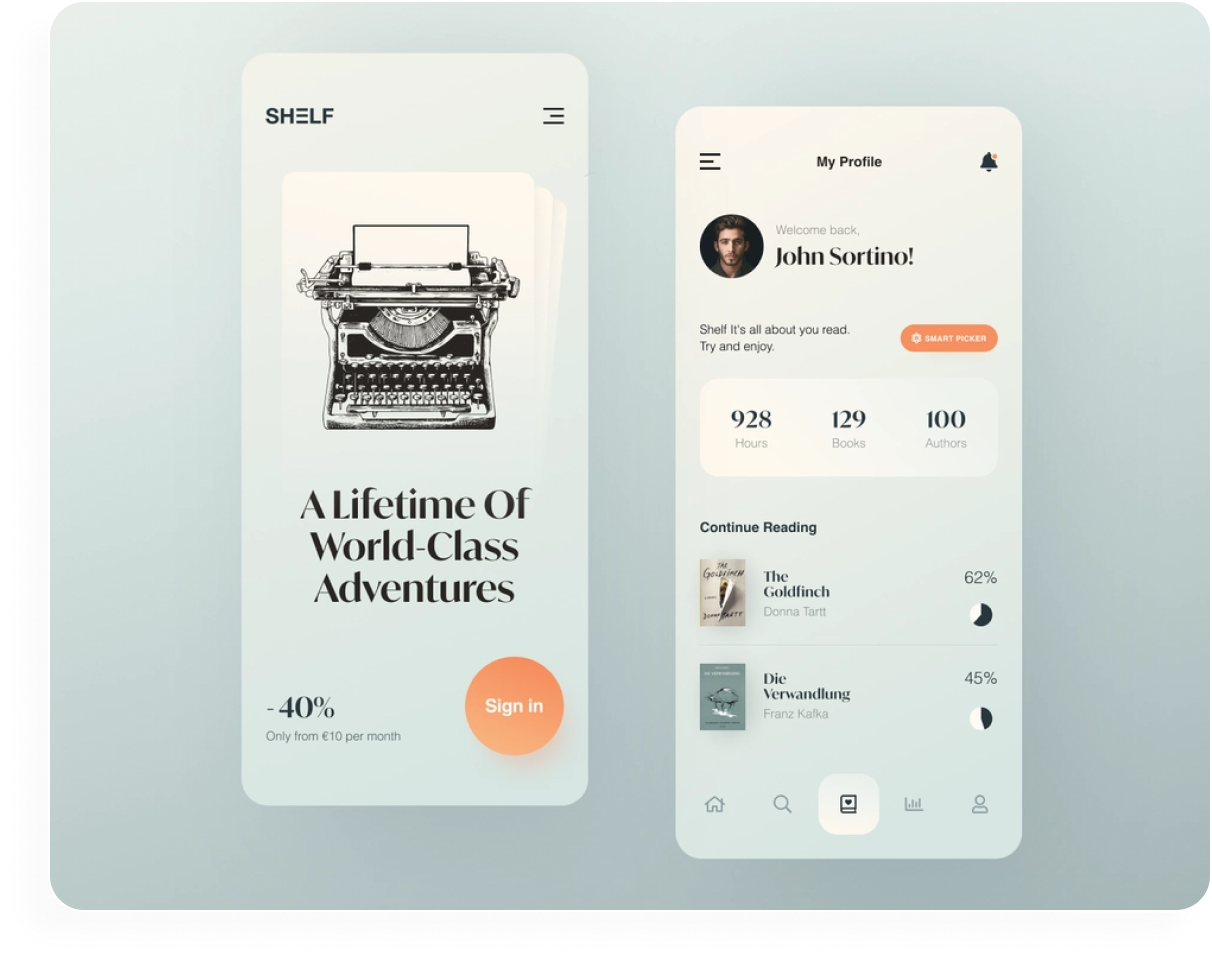 SHELF
A Lifetime Of
World-Class
Adventures
- 40%
Only from €10 per month
Sign in
My Profile
Welcome back,
John Sortino!
Shelf It's all about you read.
Try and enjoy.
SMART PICKER
928
Hours
129
Books
100
Authors
Continue Reading
THE
GOLDFINCH
DONNA TARTT
The
Goldfinch
Donna Tartt
62%
DIE VERWANDLUNG
Die
Verwandlung
Franz Kafka
45%